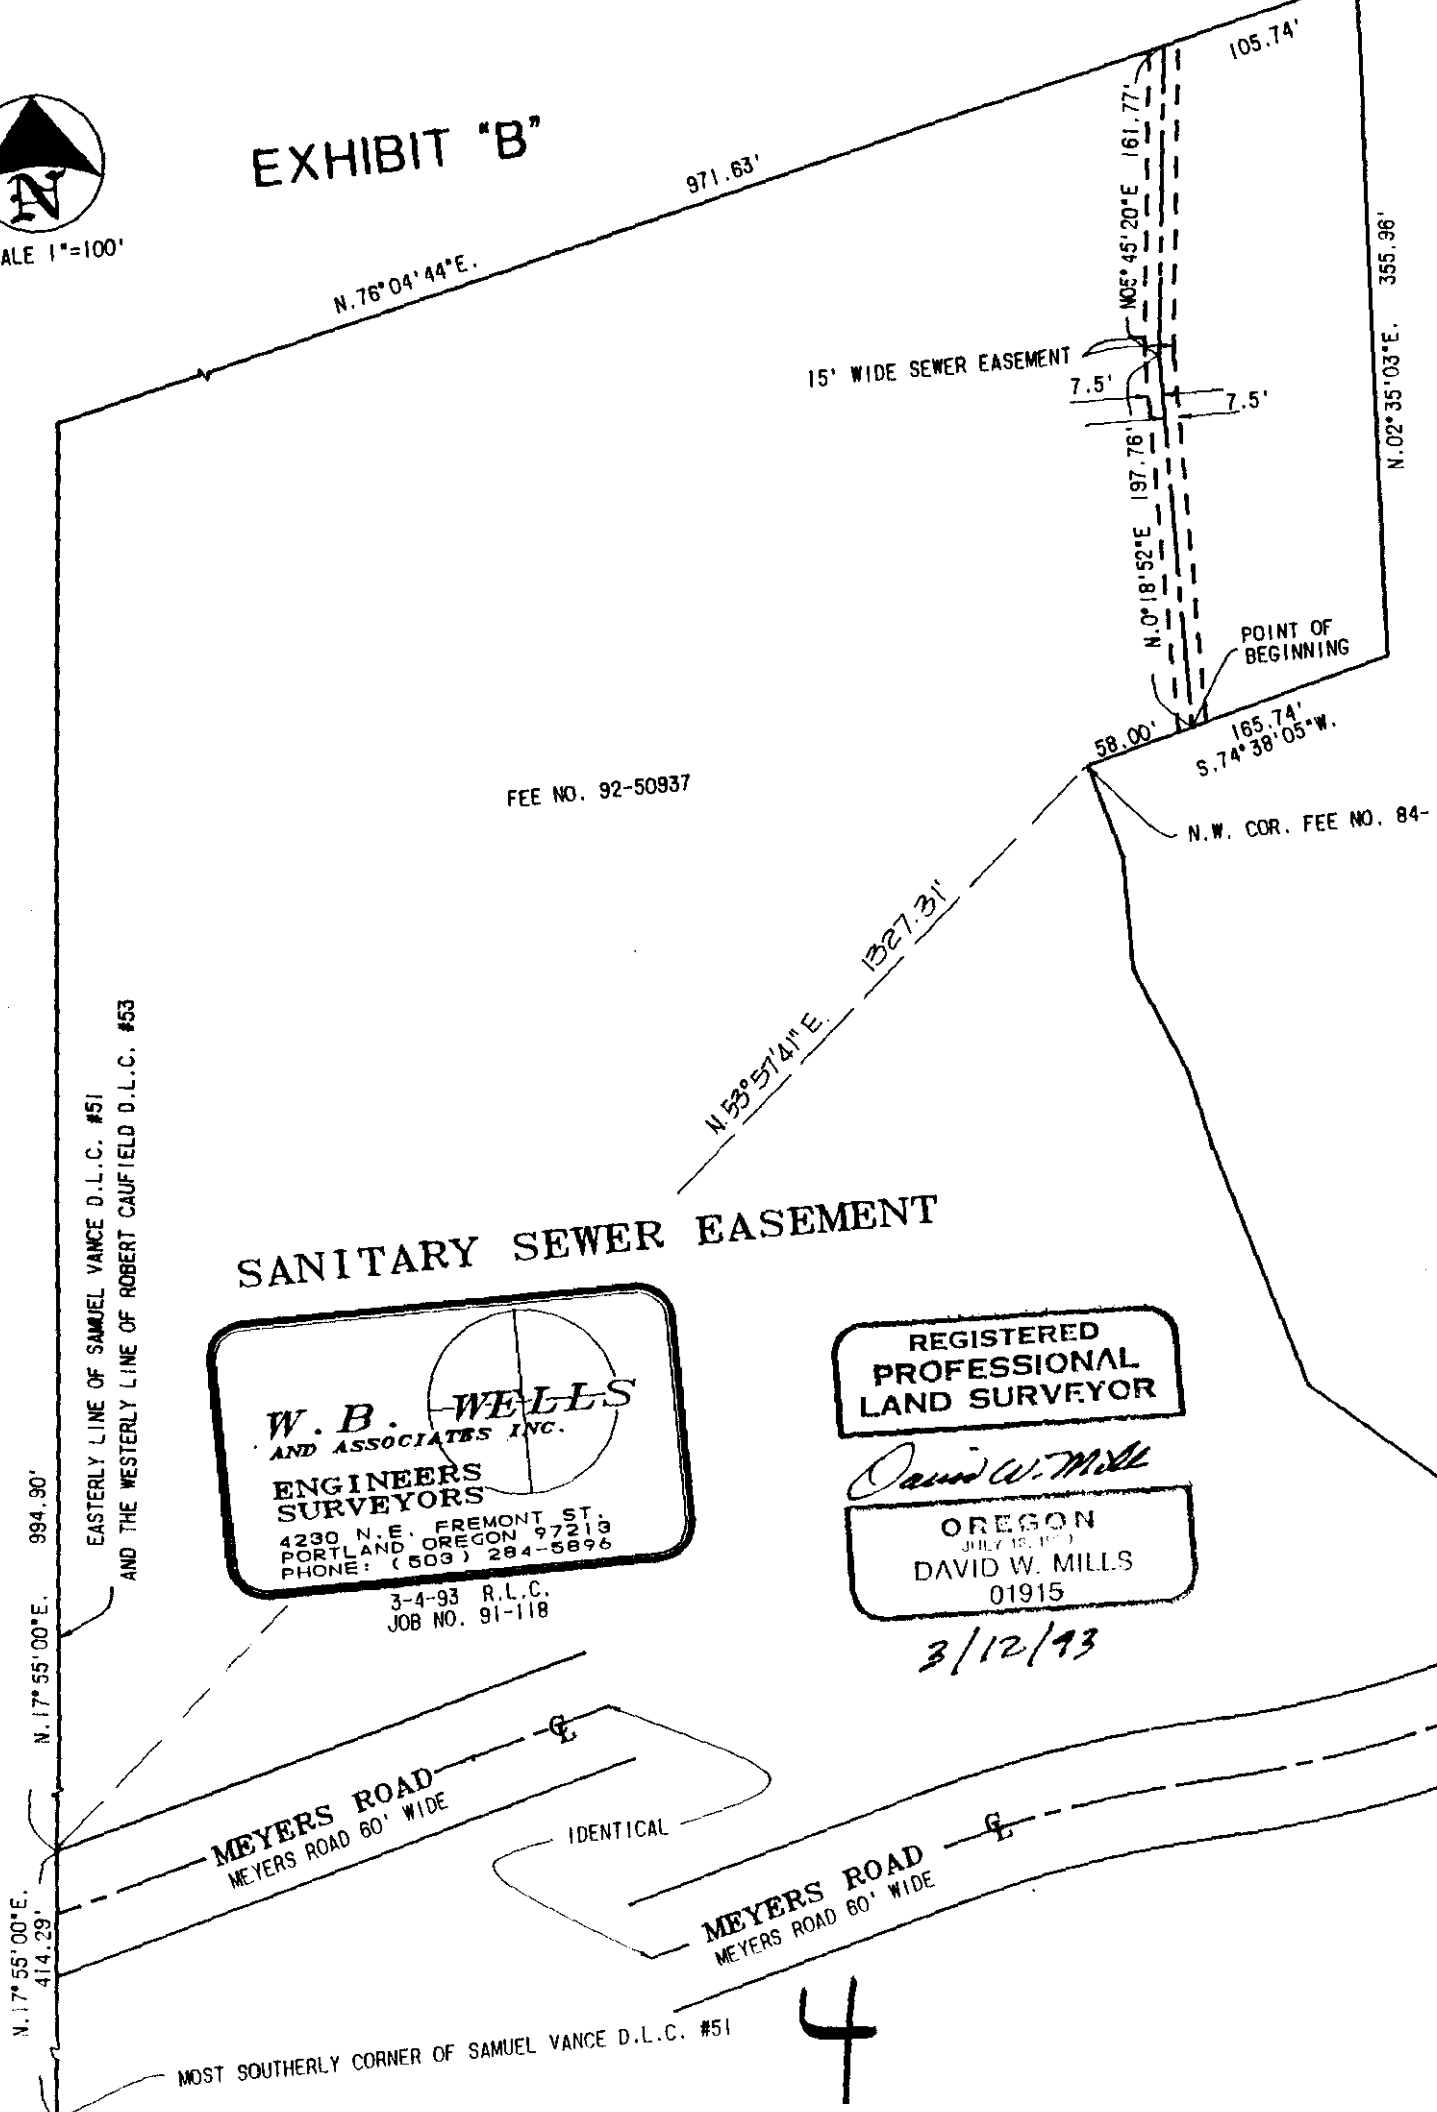 EXHIBIT "B"
N
ALE 1"=100'
N.76°04'44"E.
971.63'
105.74'
N05°45'20"E 161.77'
15' WIDE SEWER EASEMENT
7.5'
7.5'
N.02°35'03"E. 355.96'
N.0°18'52"E 197.76'
POINT OF
BEGINNING
58.00'
165.74'
S.74°38'05"W.
FEE NO. 92-50937
N.W. COR. FEE NO. 84-
N.53°57'41"E. 1327.31'
EASTERLY LINE OF SAMUEL VANCE D.L.C. #51
AND THE WESTERLY LINE OF ROBERT CAUFIELD D.L.C. #53
N.17°55'00"E. 994.90'
SANITARY SEWER EASEMENT
W. B. WELLS
AND ASSOCIATES INC.
ENGINEERS
SURVEYORS
4230 N.E. FREMONT ST.
PORTLAND OREGON 97213
PHONE: (503) 284-5896
3-4-93 R.L.C.
JOB NO. 91-118
REGISTERED
PROFESSIONAL
LAND SURVEYOR
David W. Mills
OREGON
JULY
DAVID W. MILLS
01915
3/12/93
MEYERS ROAD
MEYERS ROAD 60' WIDE
CL
IDENTICAL
MEYERS ROAD
MEYERS ROAD 60' WIDE
CL
N.17°55'00"E.
414.29'
MOST SOUTHERLY CORNER OF SAMUEL VANCE D.L.C. #51
4